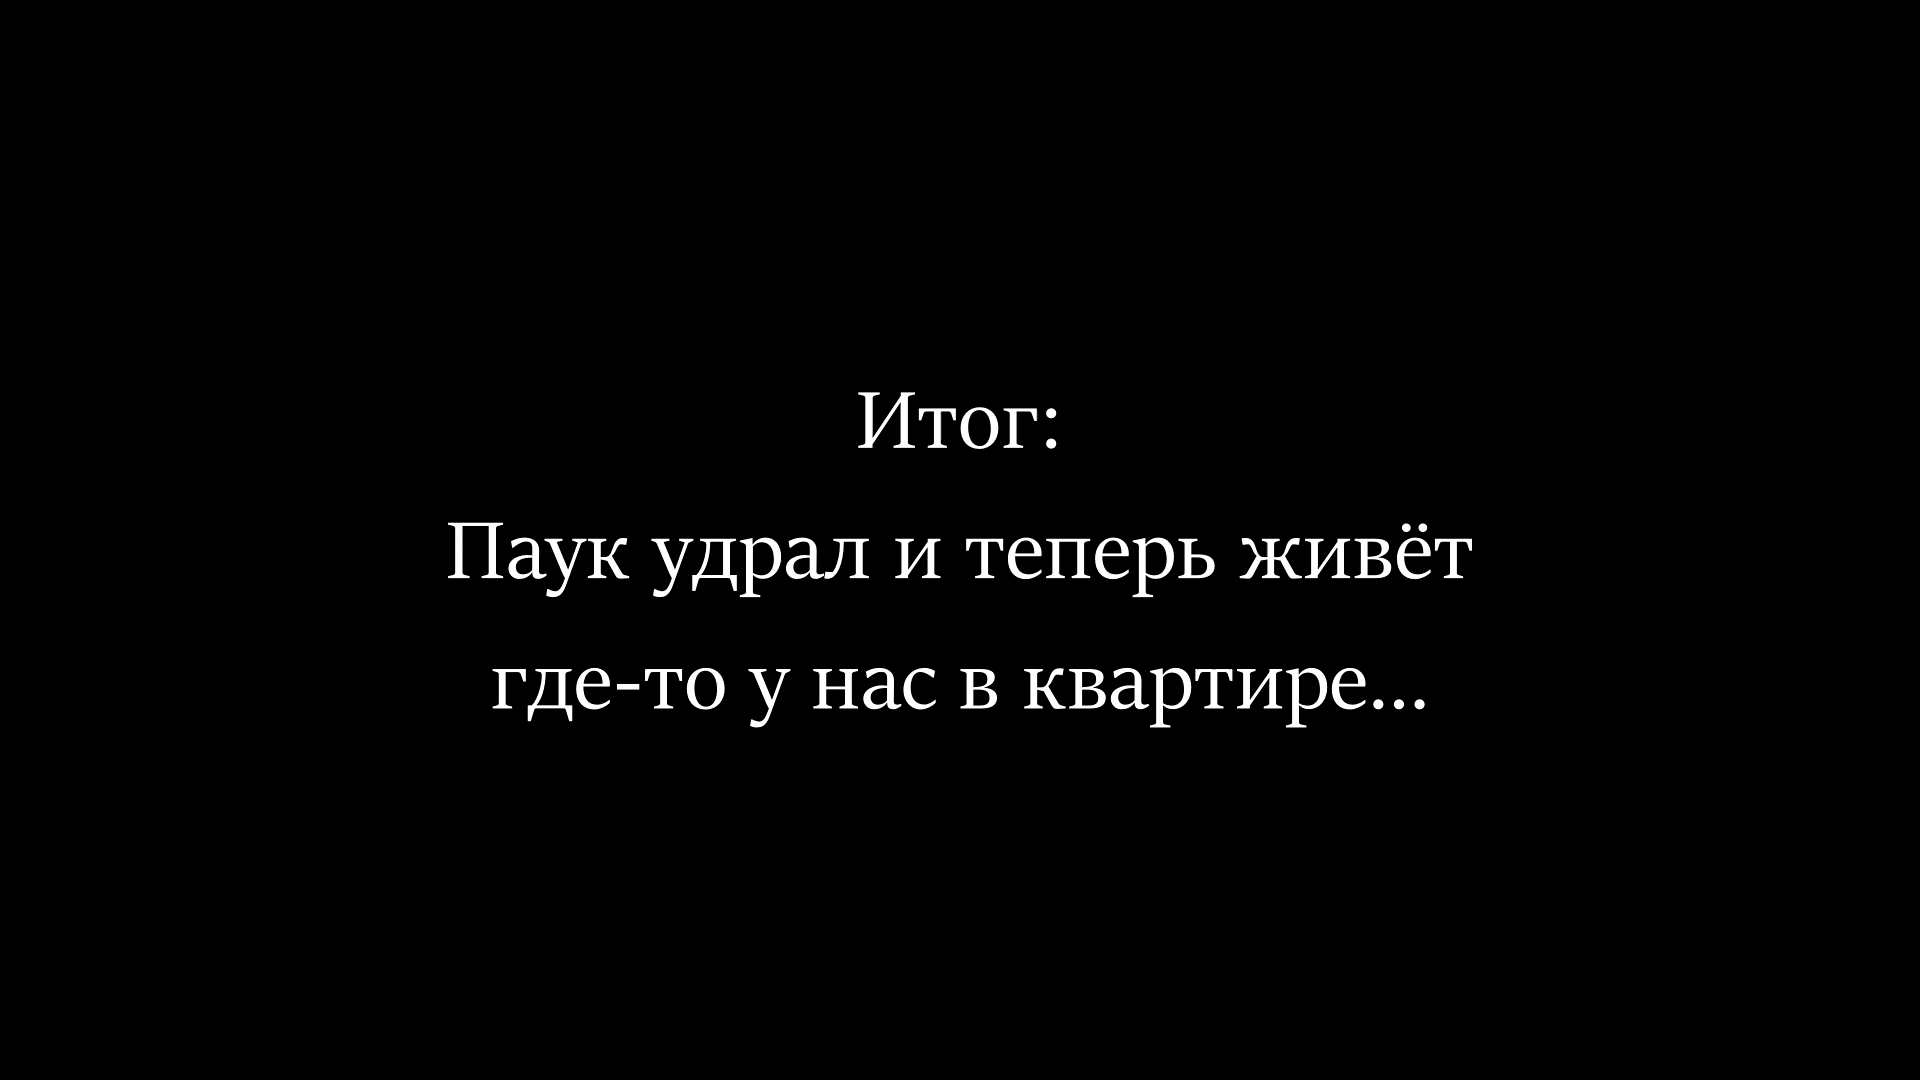 Итог:
Паук удрал и теперь живёт
где-то у нас в квартире...